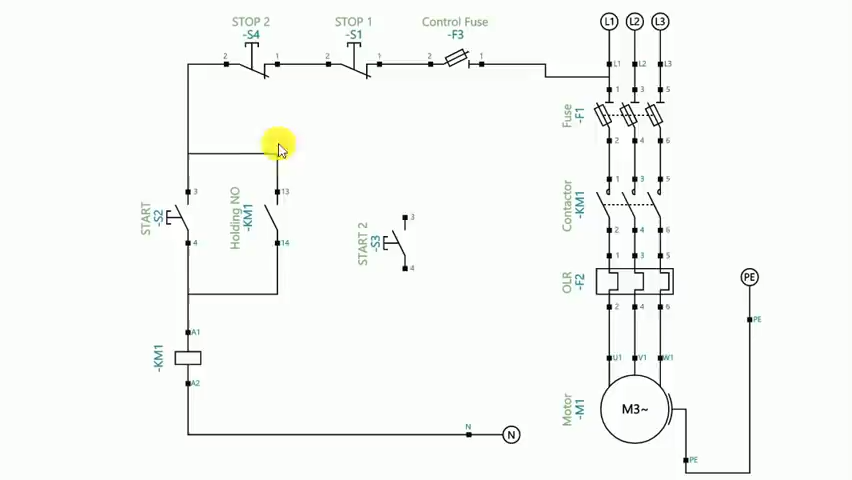 STOP 2
-S4
STOP 1
-S1
Control Fuse
-F3
L1
L2
L3
2
1
2
1
2
1
L1
L2
L3
1
3
5
Fuse
-F1
2
4
6
3
START
-S2
4
13
Holding NO
-KM1
14
3
START 2
-S3
4
1
3
5
Contactor
-KM1
2
4
6
1
3
5
OLR
-F2
2
4
6
PE
PE
A1
-KM1
A2
U1
V1
W1
Motor
-M1
M3~
N
N
PE